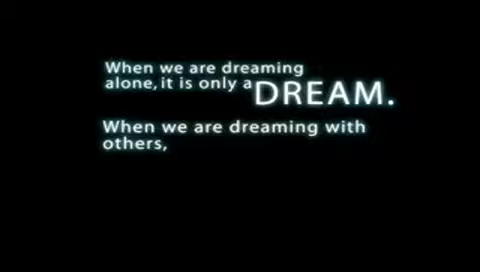 When we are dreaming
alone, it is only a DREAM.
When we are dreaming with
others,